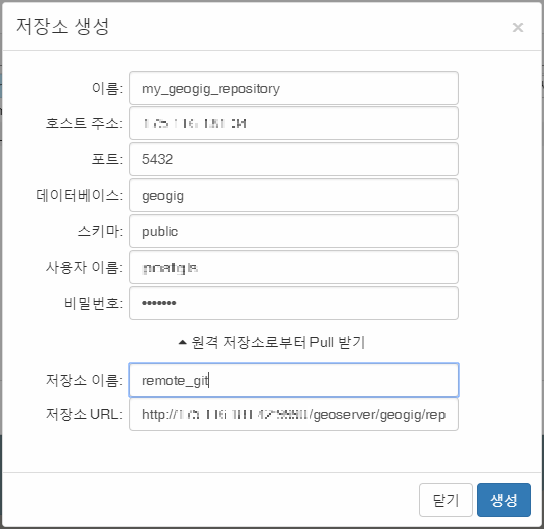 저장소 생성 ×
이름: my_geogig_repository
호스트 주소:
포트: 5432
데이터베이스: geogig
스키마: public
사용자 이름:
비밀번호: •••••••
원격 저장소로부터 Pull 받기
저장소 이름: remote_git
저장소 URL: http:// /geoserver/geogig/rep
닫기 생성